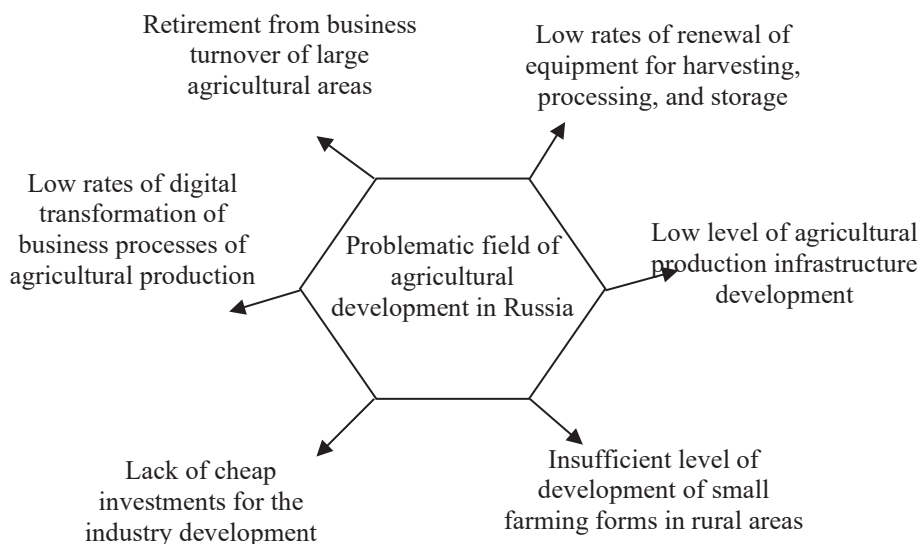 Retirement from business
turnover of large
agricultural areas
Low rates of renewal of
equipment for harvesting,
processing, and storage
Low rates of digital
transformation of
business processes of
agricultural production
Problematic field of
agricultural
development in Russia
Low level of agricultural
production infrastructure
development
Lack of cheap
investments for the
industry development
Insufficient level of
development of small
farming forms in rural areas